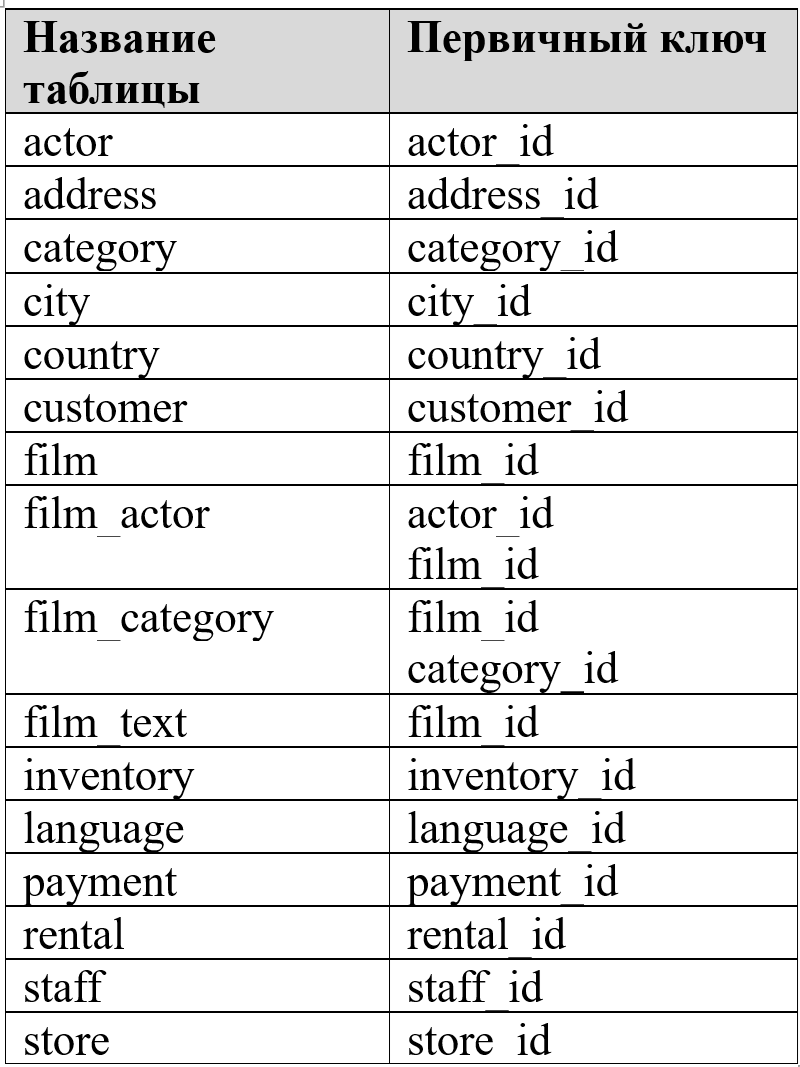 Название Первичный ключ
таблицы
actor actor_id
address address_id
category category_id
city city_id
country country_id
customer customer_id
film film_id
film_actor actor_id
film_id
film_category film_id
category_id
film_text film_id
inventory inventory_id
language language_id
payment payment_id
rental rental_id
staff staff_id
store store_id